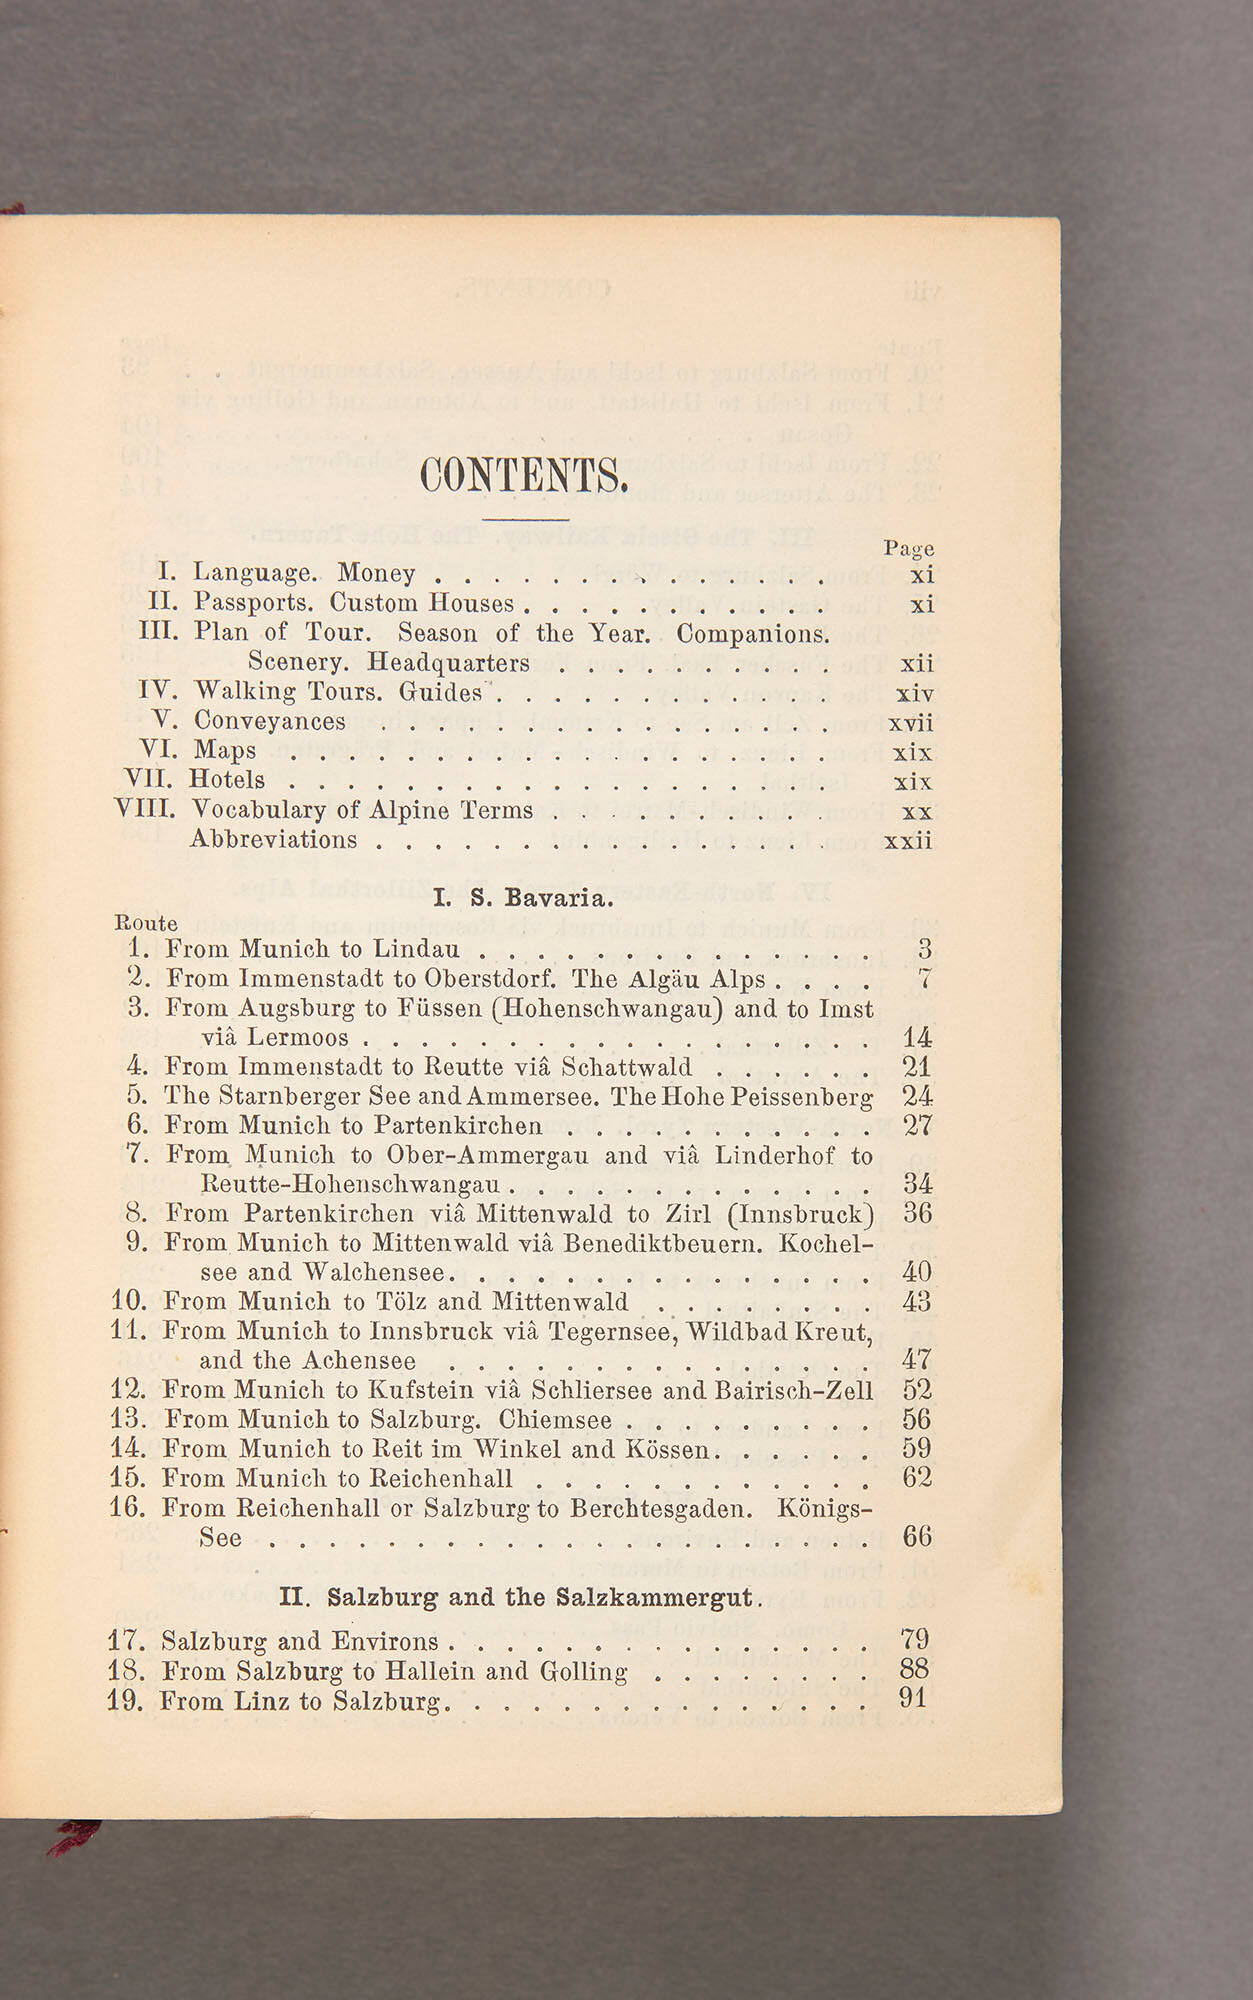 CONTENTS.
Page
I. Language. Money . . . . . . . . . . . . . . xi
II. Passports. Custom Houses . . . . . . . . . . . xi
III. Plan of Tour. Season of the Year. Companions.
Scenery. Headquarters . . . . . . . . . . xii
IV. Walking Tours. Guides . . . . . . . . . . . . xiv
V. Conveyances . . . . . . . . . . . . . . . . xvii
VI. Maps . . . . . . . . . . . . . . . . . . . xix
VII. Hotels . . . . . . . . . . . . . . . . . . . xix
VIII. Vocabulary of Alpine Terms . . . . . . . . . . xx
Abbreviations . . . . . . . . . . . . . . . . xxii
I. S. Bavaria.
Route
1. From Munich to Lindau . . . . . . . . . . . . . . 3
2. From Immenstadt to Oberstdorf. The Algäu Alps . . . . 7
3. From Augsburg to Füssen (Hohenschwangau) and to Imst
viâ Lermoos . . . . . . . . . . . . . . . . . . 14
4. From Immenstadt to Reutte viâ Schattwald . . . . . . 21
5. The Starnberger See and Ammersee. The Hohe Peissenberg 24
6. From Munich to Partenkirchen . . . . . . . . . . . 27
7. From Munich to Ober-Ammergau and viâ Linderhof to
Reutte-Hohenschwangau . . . . . . . . . . . . . 34
8. From Partenkirchen viâ Mittenwald to Zirl (Innsbruck) 36
9. From Munich to Mittenwald viâ Benediktbeuern. Kochel-
see and Walchensee . . . . . . . . . . . . . . . 40
10. From Munich to Tölz and Mittenwald . . . . . . . . 43
11. From Munich to Innsbruck viâ Tegernsee, Wildbad Kreut,
and the Achensee . . . . . . . . . . . . . . . 47
12. From Munich to Kufstein viâ Schliersee and Bairisch-Zell 52
13. From Munich to Salzburg. Chiemsee . . . . . . . . . 56
14. From Munich to Reit im Winkel and Kössen . . . . . . 59
15. From Munich to Reichenhall . . . . . . . . . . . . 62
16. From Reichenhall or Salzburg to Berchtesgaden. Königs-
See . . . . . . . . . . . . . . . . . . . . . 66
II. Salzburg and the Salzkammergut.
17. Salzburg and Environs . . . . . . . . . . . . . . . 79
18. From Salzburg to Hallein and Golling . . . . . . . . 88
19. From Linz to Salzburg . . . . . . . . . . . . . . . 91